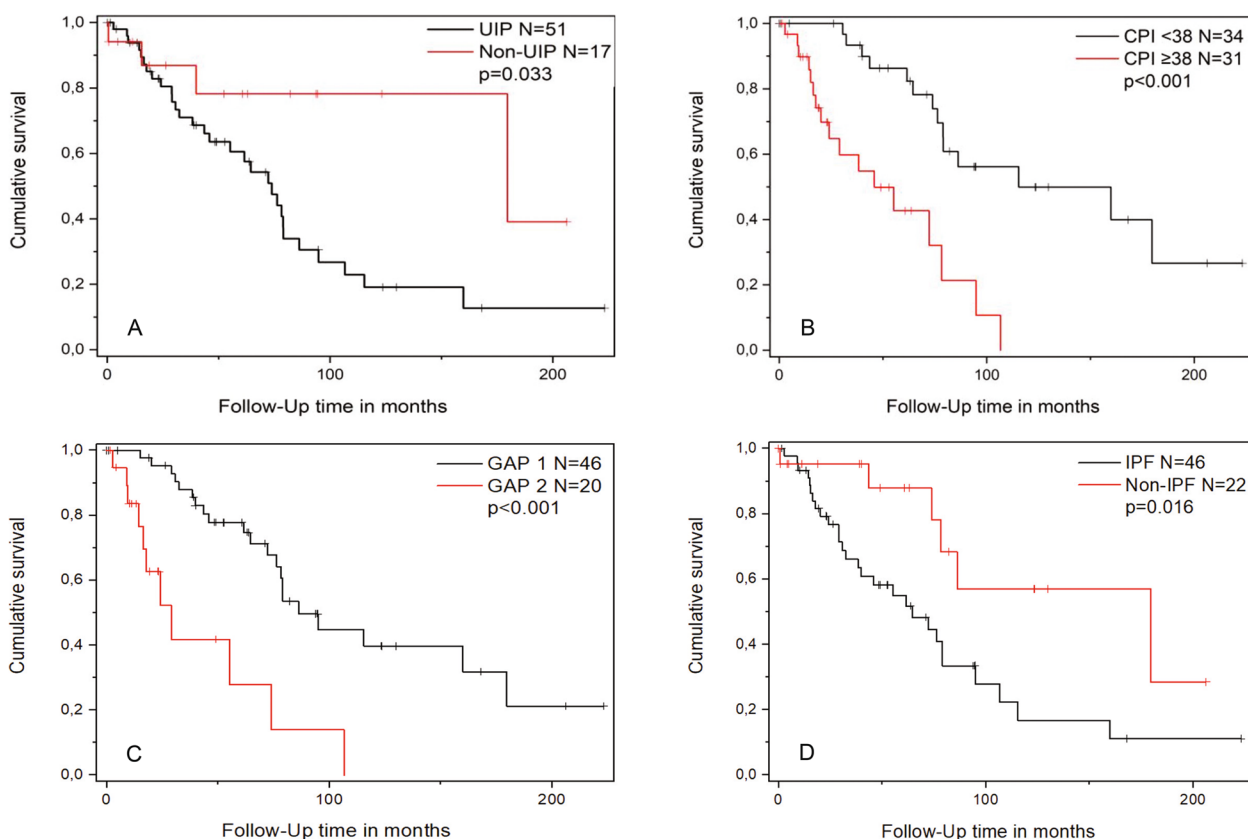 Cumulative survival
1,0
0,8
0,6
0,4
0,2
0,0
UIP N=51
Non-UIP N=17
p=0.033
A
0
100
200
Follow-Up time in months
Cumulative survival
1,0
0,8
0,6
0,4
0,2
0,0
CPI <38 N=34
CPI ≥38 N=31
p<0.001
B
0
100
200
Follow-Up time in months
Cumulative survival
1,0
0,8
0,6
0,4
0,2
0,0
GAP 1 N=46
GAP 2 N=20
p<0.001
C
0
100
200
Follow-Up time in months
Cumulative survival
1,0
0,8
0,6
0,4
0,2
0,0
IPF N=46
Non-IPF N=22
p=0.016
D
0
100
200
Follow-Up time in months